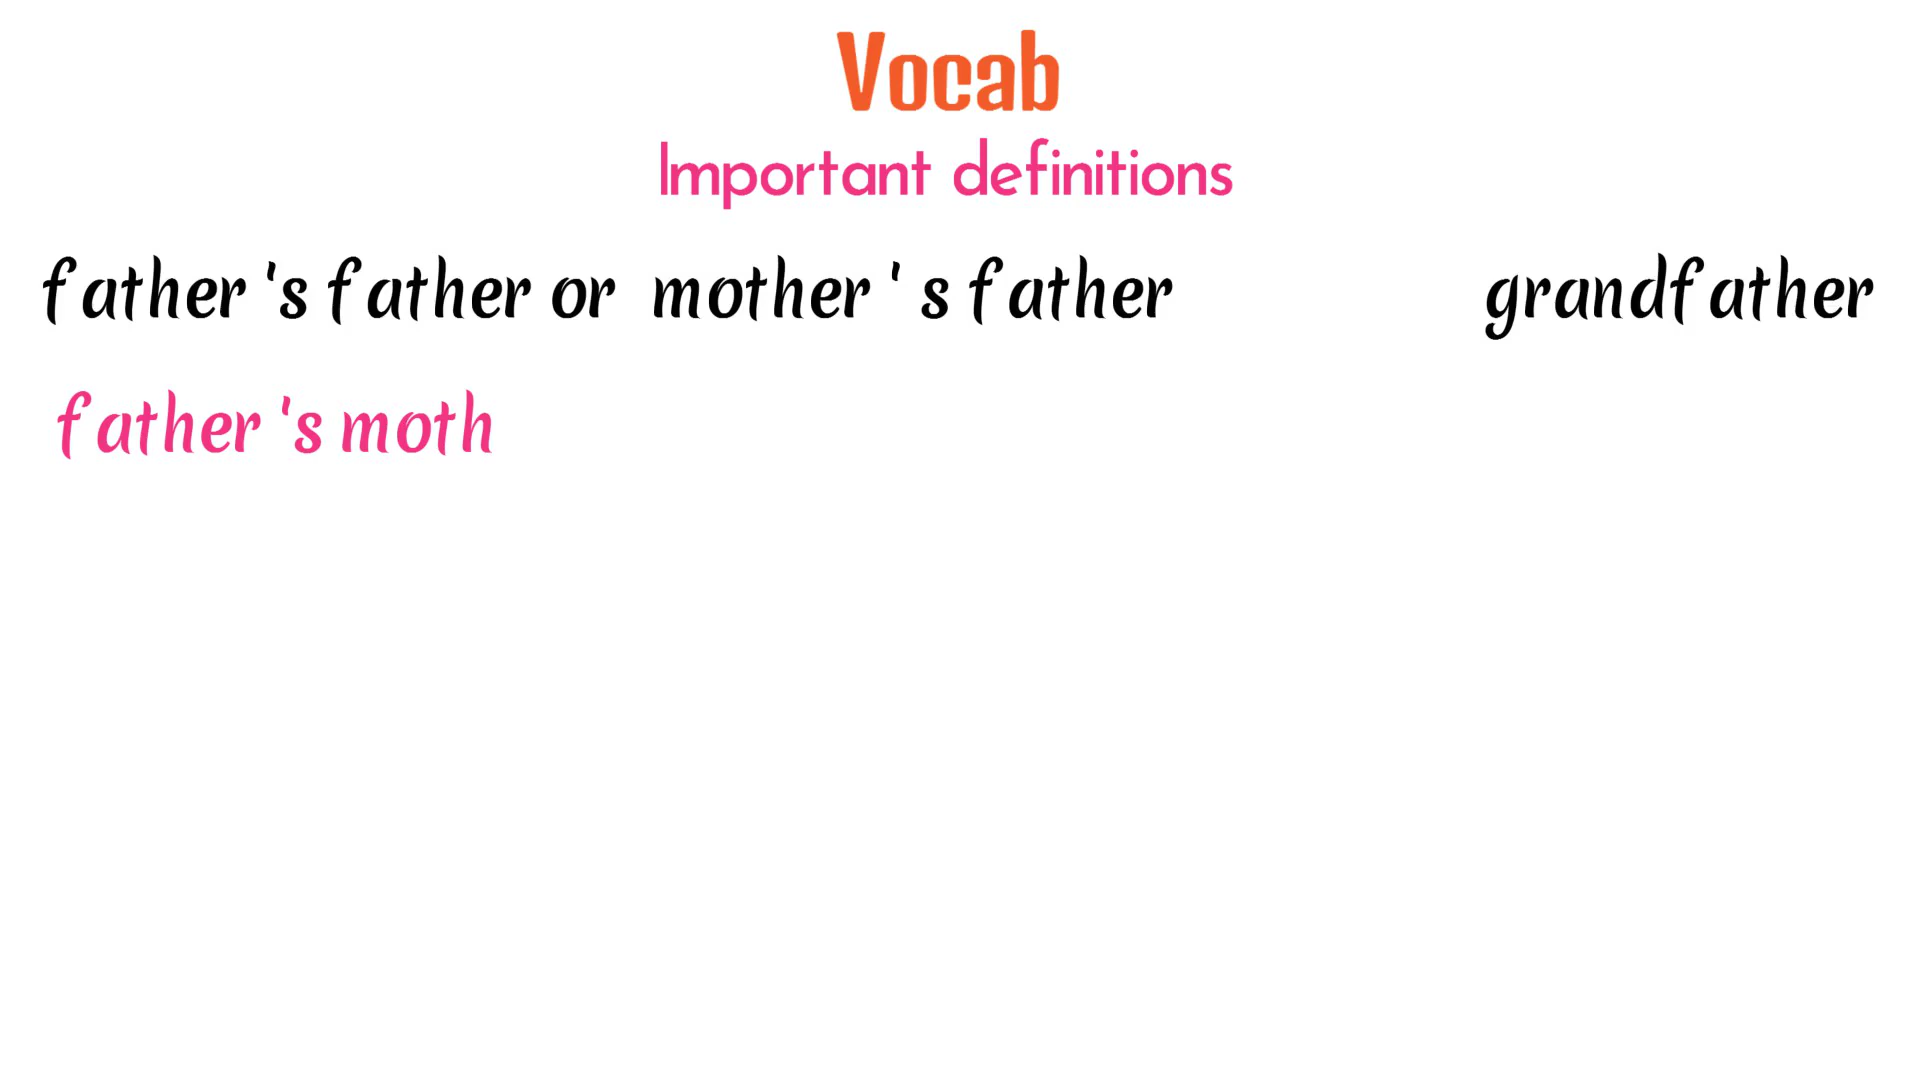 Vocab
Important definitions
father 's father or mother ' s father grandfather
father 's moth